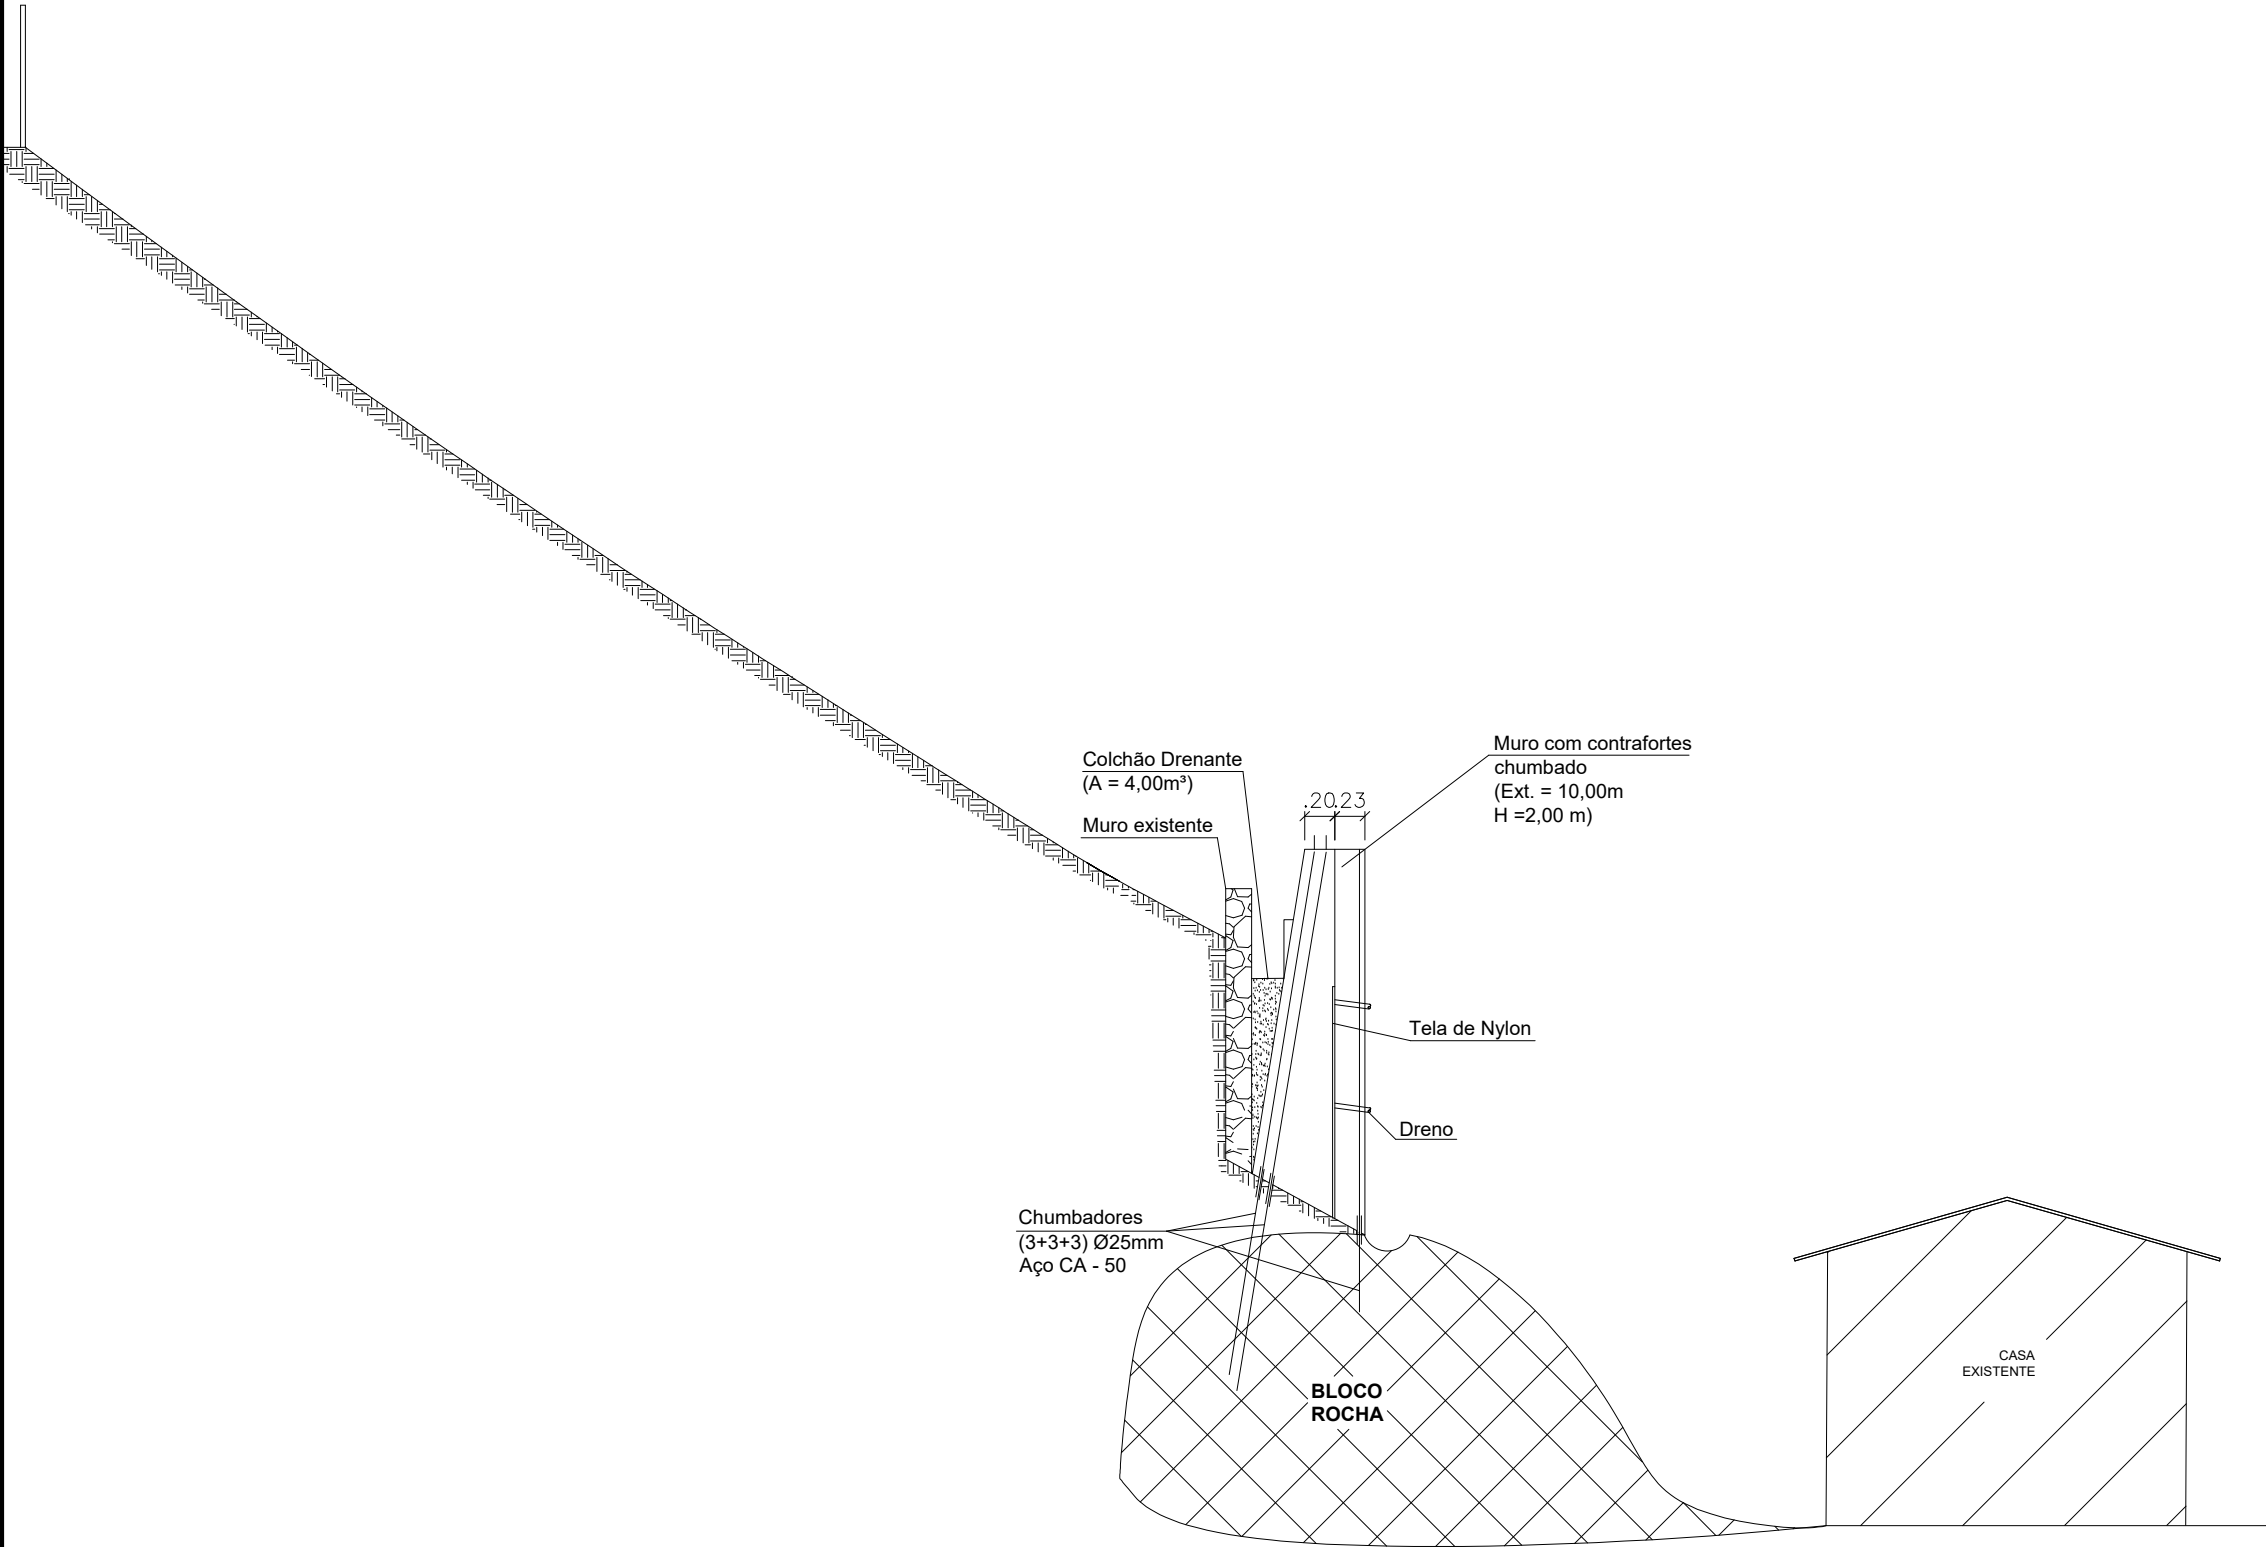 Muro com contrafortes
chumbado
(Ext. = 10,00m
H =2,00 m)
Colchão Drenante
(A = 4,00m³)
.20 .23
Muro existente
Tela de Nylon
Dreno
Chumbadores
(3+3+3) Ø25mm
Aço CA - 50
BLOCO
ROCHA
CASA
EXISTENTE